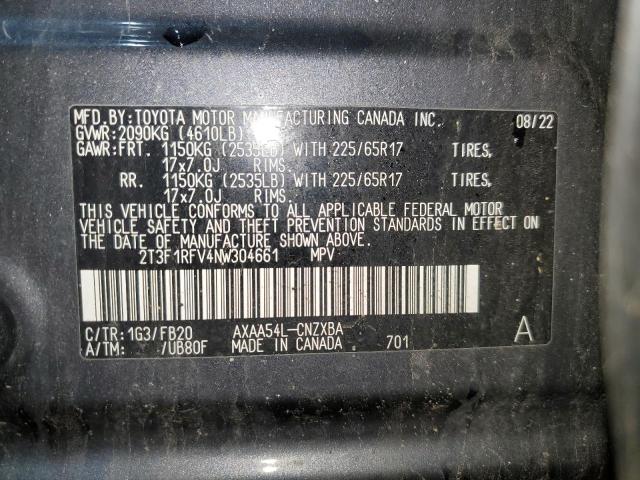 MFD.BY:TOYOTA MOTOR MANUFACTURING CANADA INC. 08/22
GVWR:2090KG (4610LB)
GAWR:FRT. 1150KG (2535LB) WITH 225/65R17 TIRES,
17x7.0J RIMS.
RR. 1150KG (2535LB) WITH 225/65R17 TIRES,
17x7.0J RIMS.
THIS VEHICLE CONFORMS TO ALL APPLICABLE FEDERAL MOTOR
VEHICLE SAFETY AND THEFT PREVENTION STANDARDS IN EFFECT ON
THE DATE OF MANUFACTURE SHOWN ABOVE.
2T3F1RFV4NW304661 MPV
C/TR:1G3/FB20 AXAA54L-CNZXBA A
A/TM: /UB80F MADE IN CANADA 701